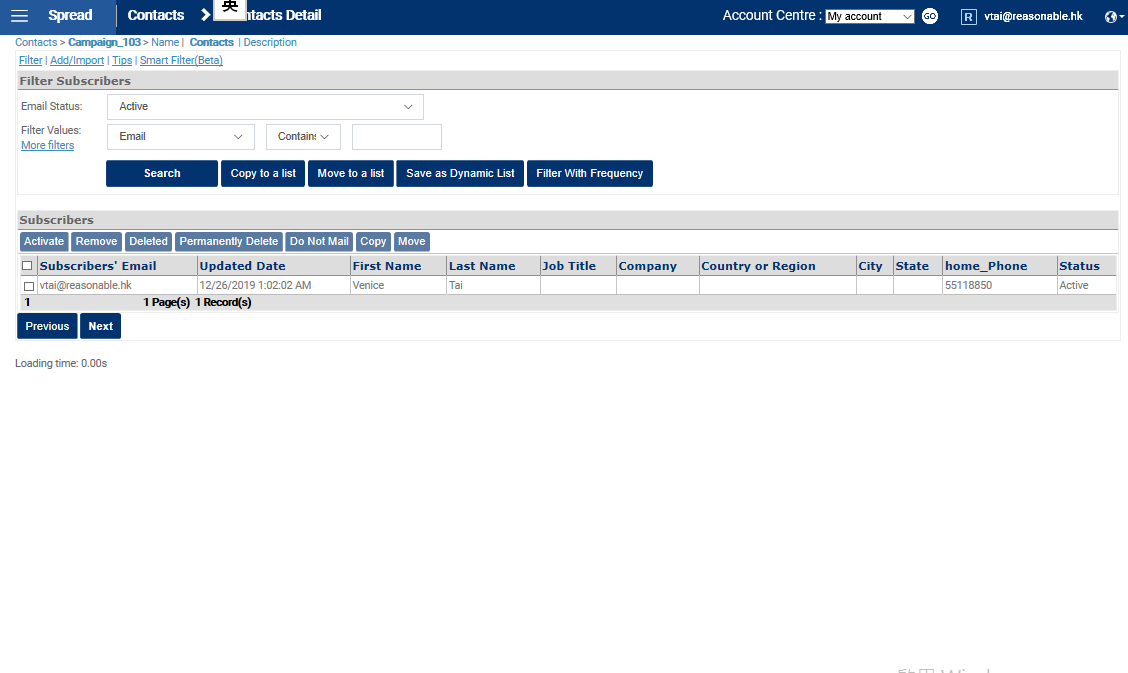 Spread Contacts 英 ntacts Detail Account Centre : My account GO R vtai@reasonable.hk
Contacts > Campaign_103 > Name | Contacts | Description
Filter | Add/Import | Tips | Smart Filter(Beta)
Filter Subscribers
Email Status: Active
Filter Values: Email Contains
More filters
Search Copy to a list Move to a list Save as Dynamic List Filter With Frequency
Subscribers
Activate Remove Deleted Permanently Delete Do Not Mail Copy Move
Subscribers' Email Updated Date First Name Last Name Job Title Company Country or Region City State home_Phone Status
vtai@reasonable.hk 12/26/2019 1:02:02 AM Venice Tai 55118850 Active
1 1 Page(s) 1 Record(s)
Previous Next
Loading time: 0.00s